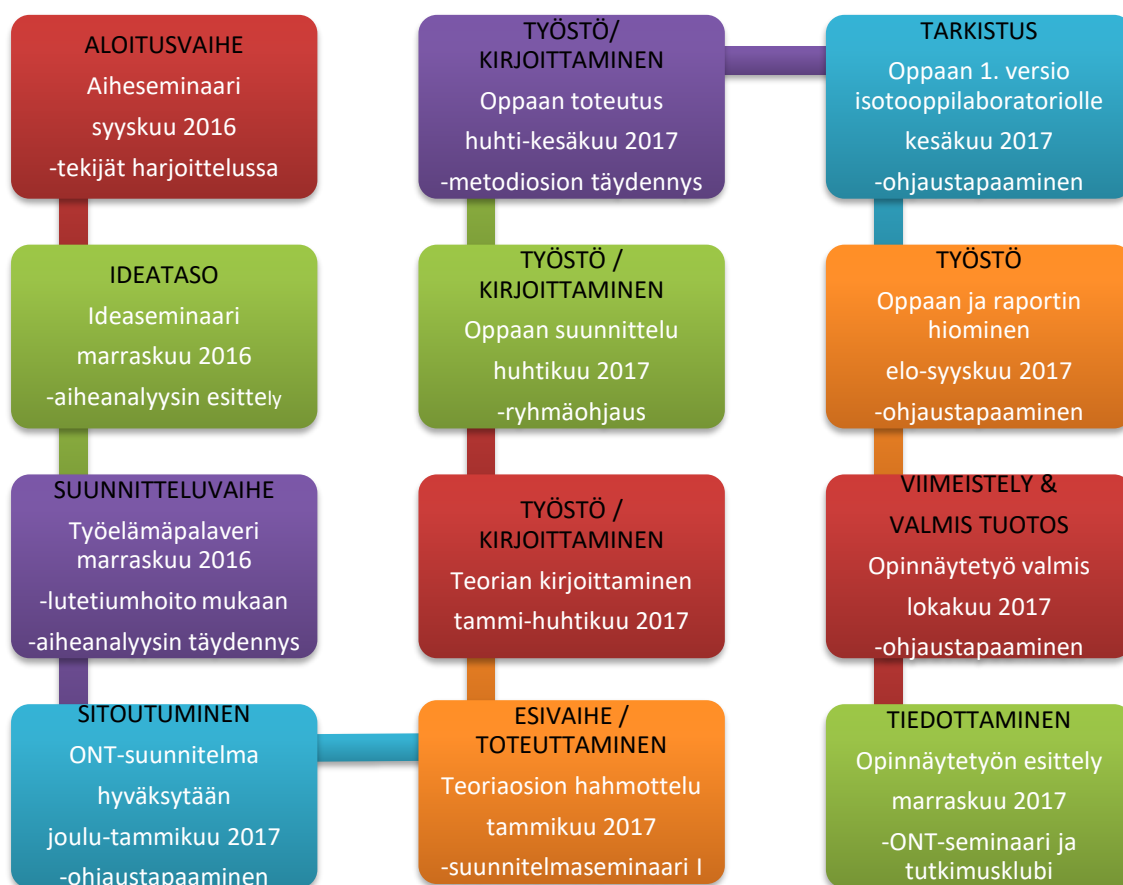 ALOITUSVAIHE
Aiheseminaari
syyskuu 2016
-tekijät harjoittelussa
IDEATASO
Ideaseminaari
marraskuu 2016
-aiheanalyysin esittely
SUUNNITTELUVAIHE
Työelämäpalaveri
marraskuu 2016
-lutetiumhoito mukaan
-aiheanalyysin täydennys
SITOUTUMINEN
ONT-suunnitelma
hyväksytään
joulu-tammikuu 2017
-ohjaustapaaminen
ESIVAIHE /
TOTEUTTAMINEN
Teoriaosion hahmottelu
tammikuu 2017
-suunnitelmaseminaari I
TYÖSTÖ /
KIRJOITTAMINEN
Teorian kirjoittaminen
tammi-huhtikuu 2017
TYÖSTÖ /
KIRJOITTAMINEN
Oppaan suunnittelu
huhtikuu 2017
-ryhmäohjaus
TYÖSTÖ/
KIRJOITTAMINEN
Oppaan toteutus
huhti-kesäkuu 2017
-metodiosion täydennys
TARKISTUS
Oppaan 1. versio
isotooppilaboratoriolle
kesäkuu 2017
-ohjaustapaaminen
TYÖSTÖ
Oppaan ja raportin
hiominen
elo-syyskuu 2017
-ohjaustapaaminen
VIIMEISTELY &
VALMIS TUOTOS
Opinnäytetyö valmis
lokakuu 2017
-ohjaustapaaminen
TIEDOTTAMINEN
Opinnäytetyön esittely
marraskuu 2017
-ONT-seminaari ja
tutkimusklubi